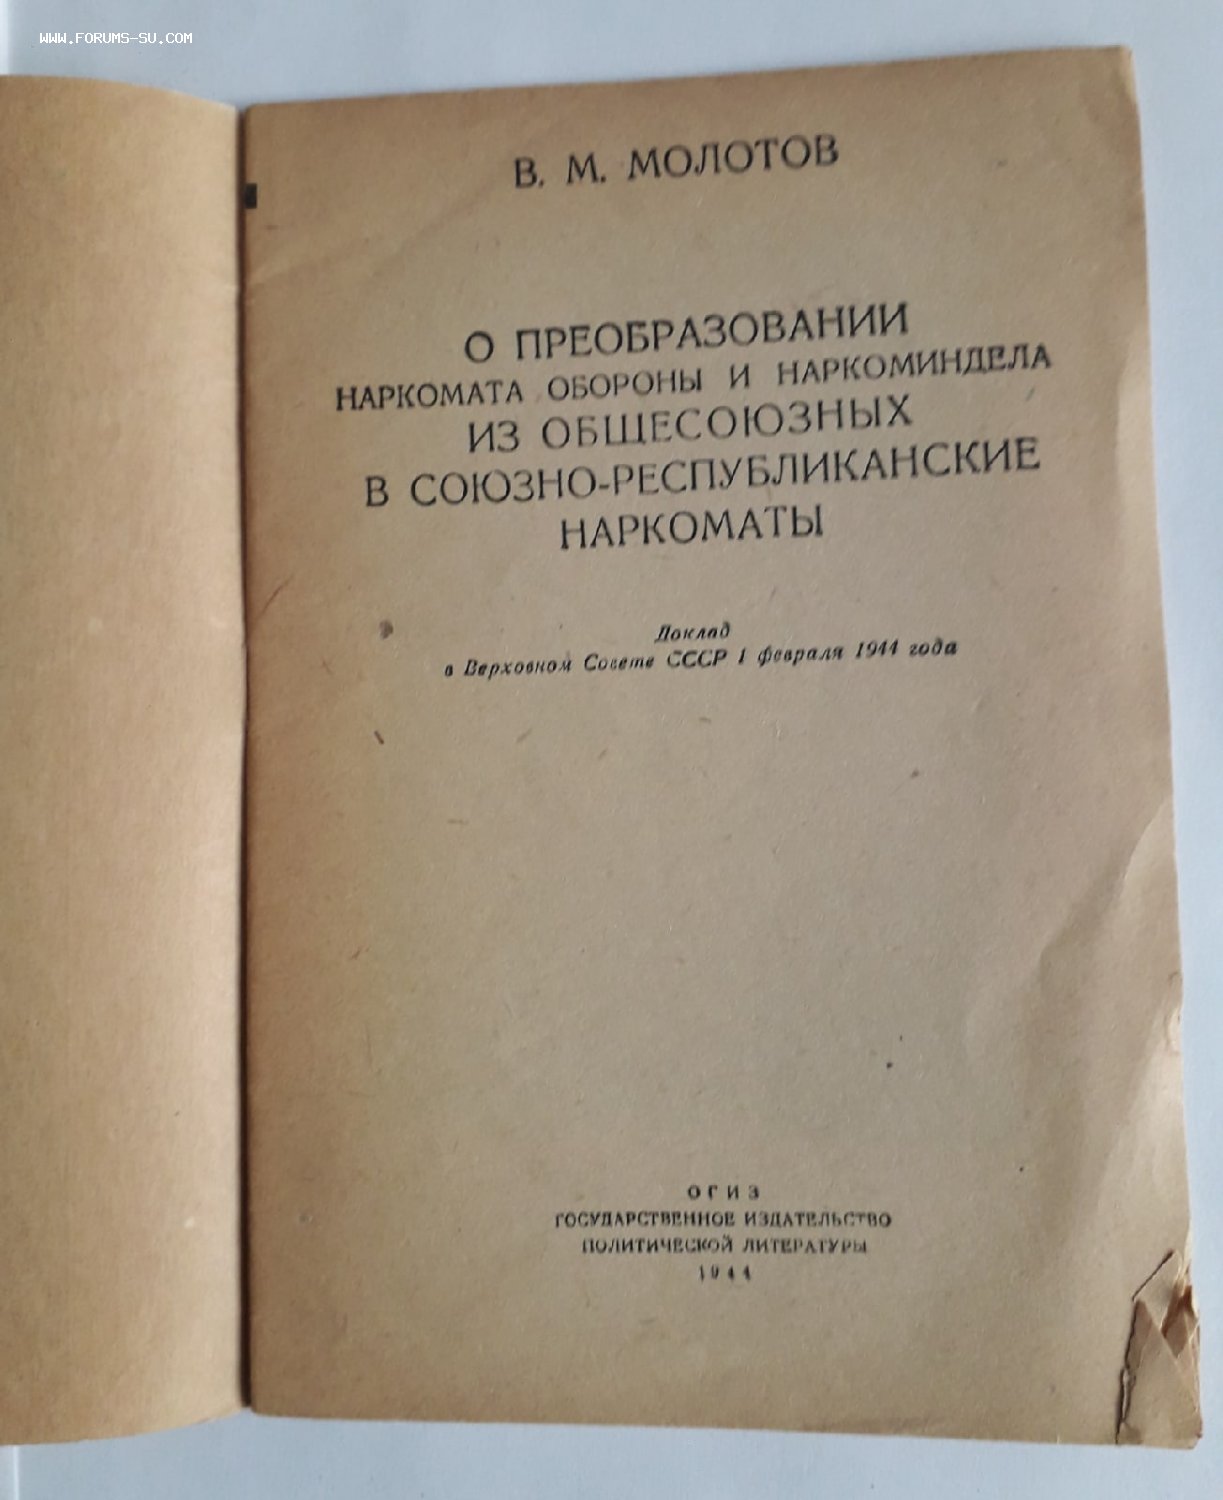 WWW.FORUMS-SU.COM
В. М. МОЛОТОВ
О ПРЕОБРАЗОВАНИИ
НАРКОМАТА ОБОРОНЫ И НАРКОМИНДЕЛА
ИЗ ОБЩЕСОЮЗНЫХ
В СОЮЗНО-РЕСПУБЛИКАНСКИЕ
НАРКОМАТЫ
Доклад
в Верховном Совете СССР 1 февраля 1944 года
ОГИЗ
ГОСУДАРСТВЕННОЕ ИЗДАТЕЛЬСТВО
ПОЛИТИЧЕСКОЙ ЛИТЕРАТУРЫ
1944